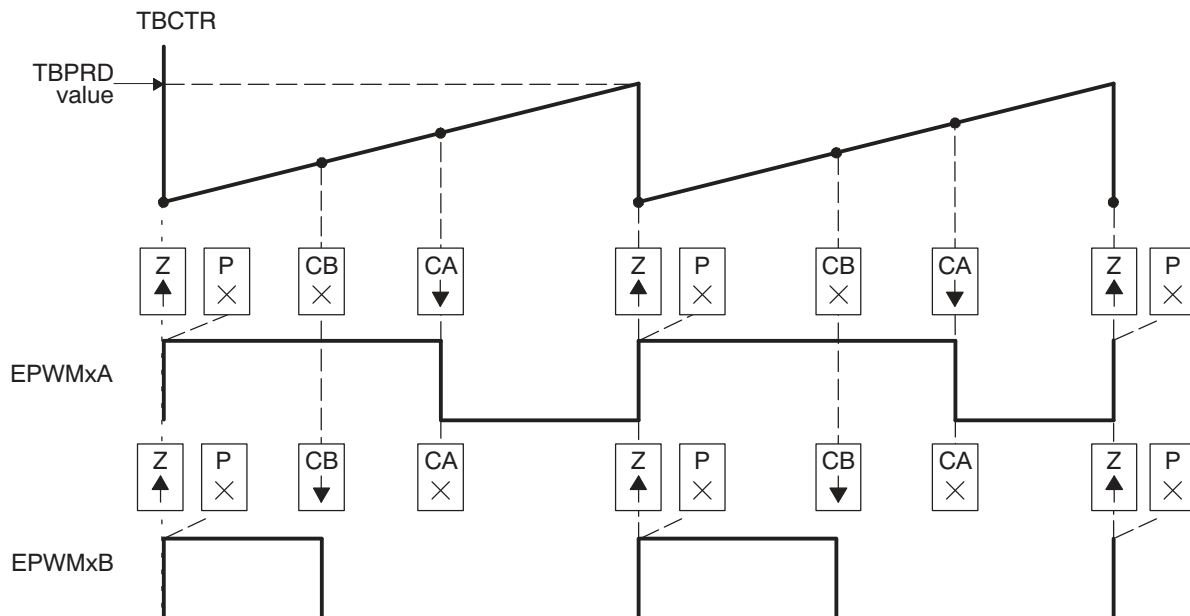 TBCTR
TBPRD
value
Z P CB CA Z P CB CA Z P
EPWMxA
Z P CB CA Z P CB CA Z P
EPWMxB